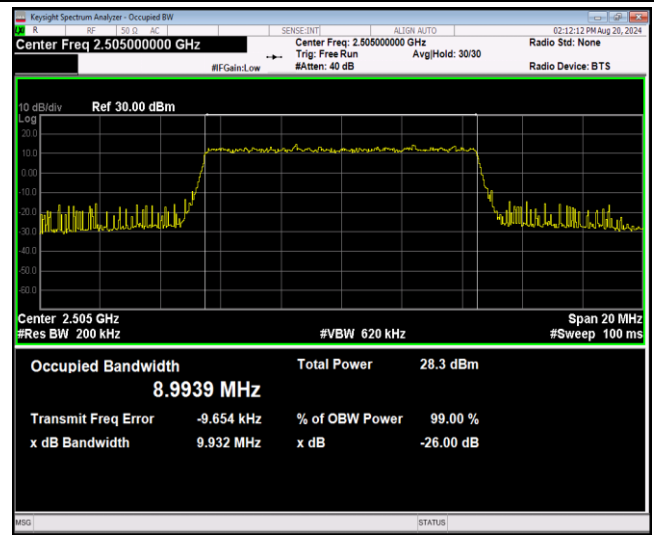 Keysight Spectrum Analyzer - Occupied BW
R RF 50 Ω AC SENSE:INT ALIGN AUTO 02:12:12 PM Aug 20, 2024
Center Freq 2.505000000 GHz Center Freq: 2.505000000 GHz Radio Std: None
Trig: Free Run Avg|Hold: 30/30
#IFGain:Low #Atten: 40 dB Radio Device: BTS
10 dB/div Ref 30.00 dBm
Log
20.0
10.0
0.00
-10.0
-20.0
-30.0
-40.0
-50.0
-60.0
Center 2.505 GHz Span 20 MHz
#Res BW 200 kHz #VBW 620 kHz #Sweep 100 ms
Occupied Bandwidth Total Power 28.3 dBm
8.9939 MHz
Transmit Freq Error -9.654 kHz % of OBW Power 99.00 %
x dB Bandwidth 9.932 MHz x dB -26.00 dB
MSG STATUS